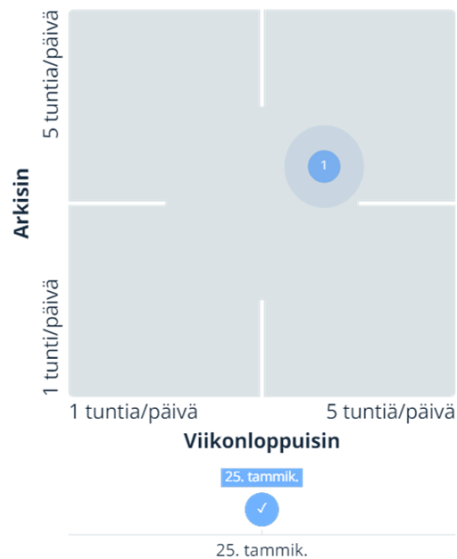 5 tuntia/päivä
1
Arkisin
1 tunti/päivä
1 tuntia/päivä
5 tuntiä/päivä
Viikonloppuisin
25. tammik.
25. tammik.